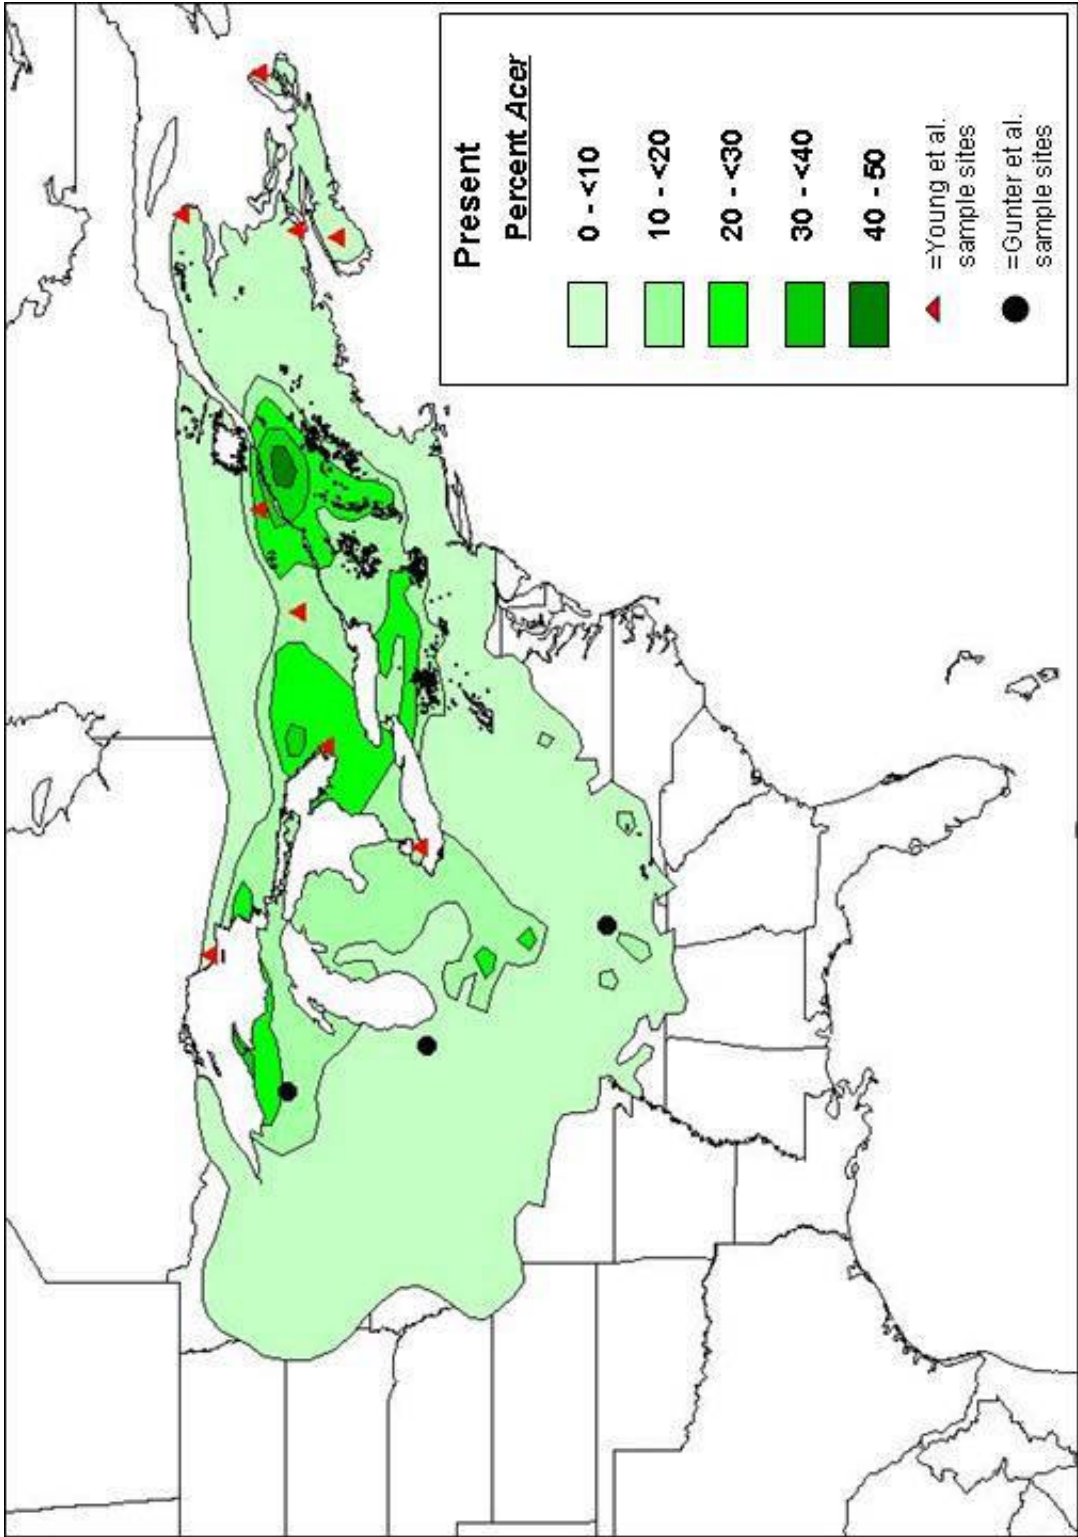 Present
Percent Acer
0 - <10
10 - <20
20 - <30
30 - <40
40 - 50
=Young et al.
sample sites
=Gunter et al.
sample sites